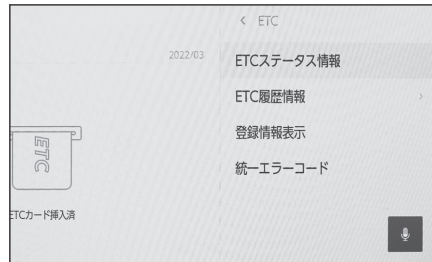 < ETC
2022/03
ETCステータス情報
ETC履歴情報 >
登録情報表示
統一エラーコード
ETC
ETCカード挿入済